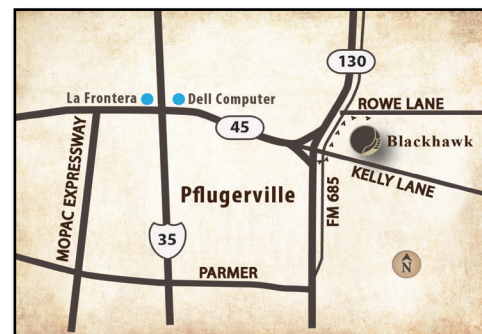 130
La Frontera
Dell Computer
ROWE LANE
45
Blackhawk
MOPAC EXPRESSWAY
KELLY LANE
Pflugerville
FM 685
35
PARMER
N